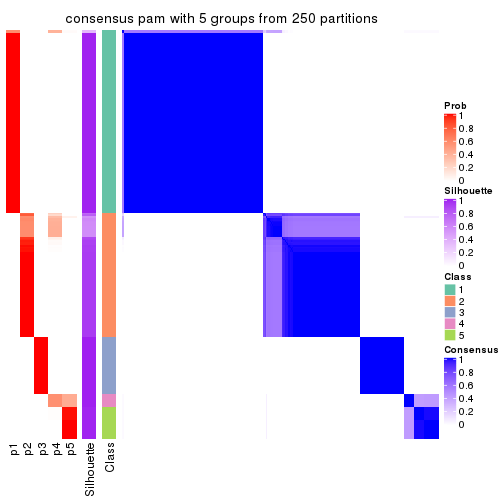 consensus pam with 5 groups from 250 partitions
Prob
1
0.8
0.6
0.4
0.2
0
Silhouette
1
0.8
0.6
0.4
0.2
0
Class
1
2
3
4
5
Consensus
1
0.8
0.6
0.4
0.2
0
p1
p2
p3
p4
p5
Silhouette
Class